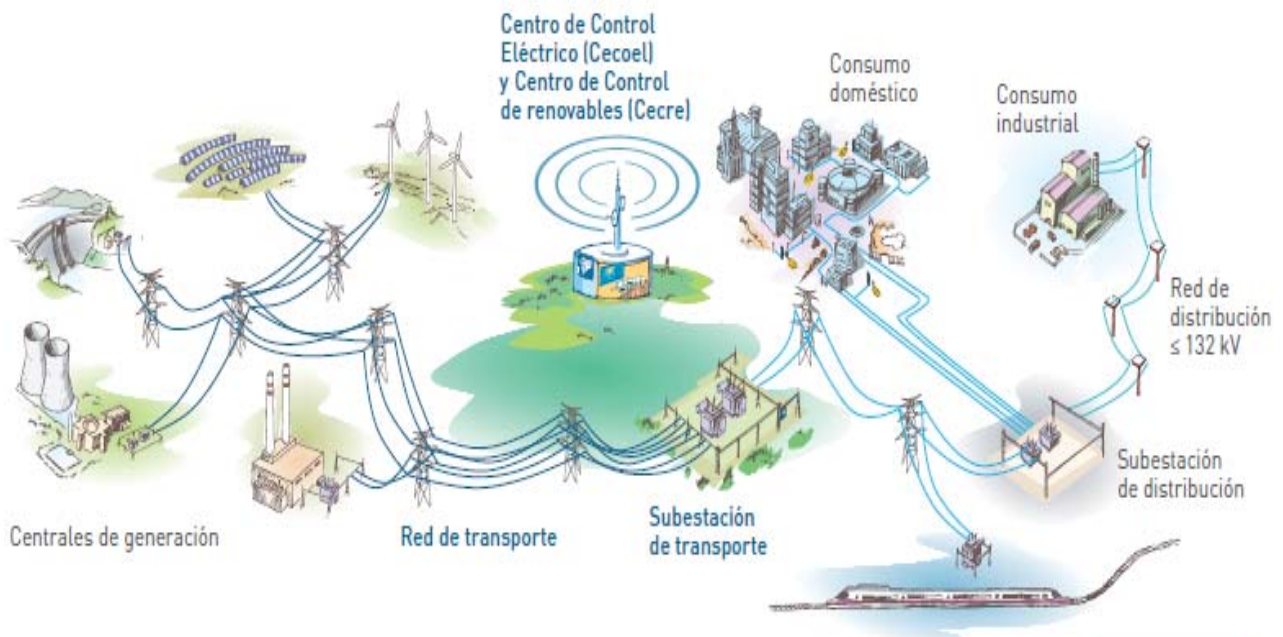 Centro de Control
Eléctrico (Cecoel)
y Centro de Control
de renovables (Cecre)
Consumo
doméstico
Consumo
industrial
Red de
distribución
≤ 132 kV
Subestación
de distribución
Subestación
de transporte
Red de transporte
Centrales de generación